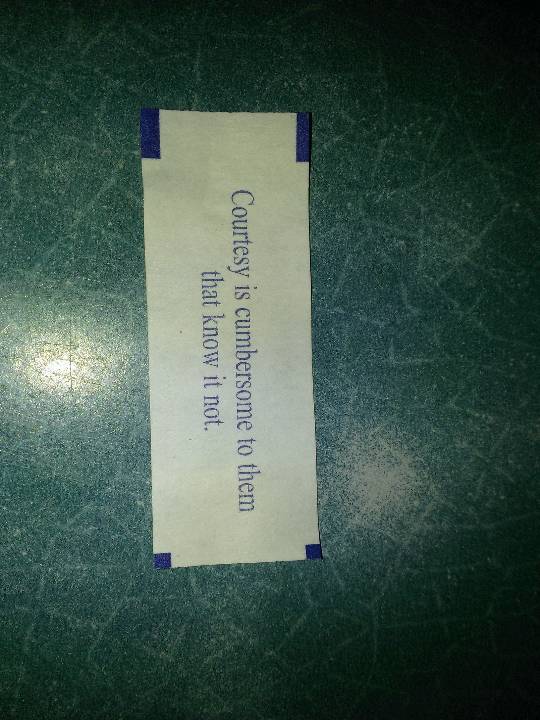 Courtesy is cumbersome to them
that know it not.